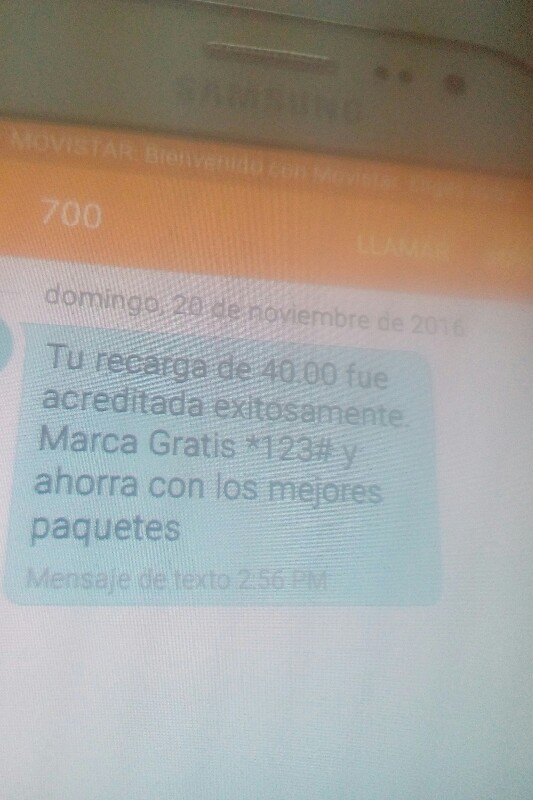 SAMSUNG
MOVISTAR: Bienvenido con Movistar
700
LLAMAR
domingo, 20 de noviembre de 2016
Tu recarga de 40.00 fue
acreditada exitosamente.
Marca Gratis *123# y
ahorra con los mejores
paquetes
Mensaje de texto 2:56 PM